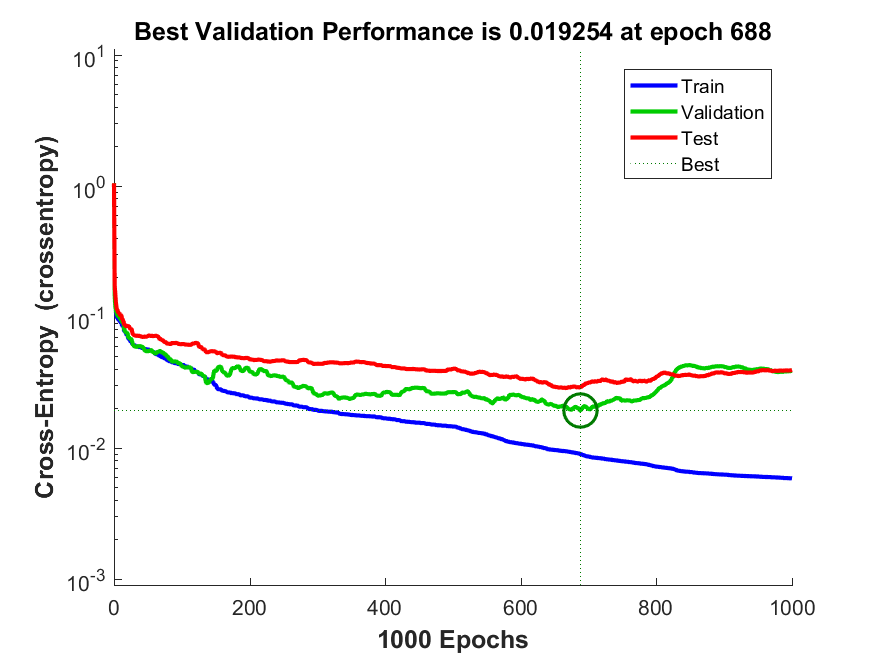 Best Validation Performance is 0.019254 at epoch 688
10^1
10^0
10^-1
10^-2
10^-3
Cross-Entropy (crossentropy)
Train
Validation
Test
Best
0 200 400 600 800 1000
1000 Epochs